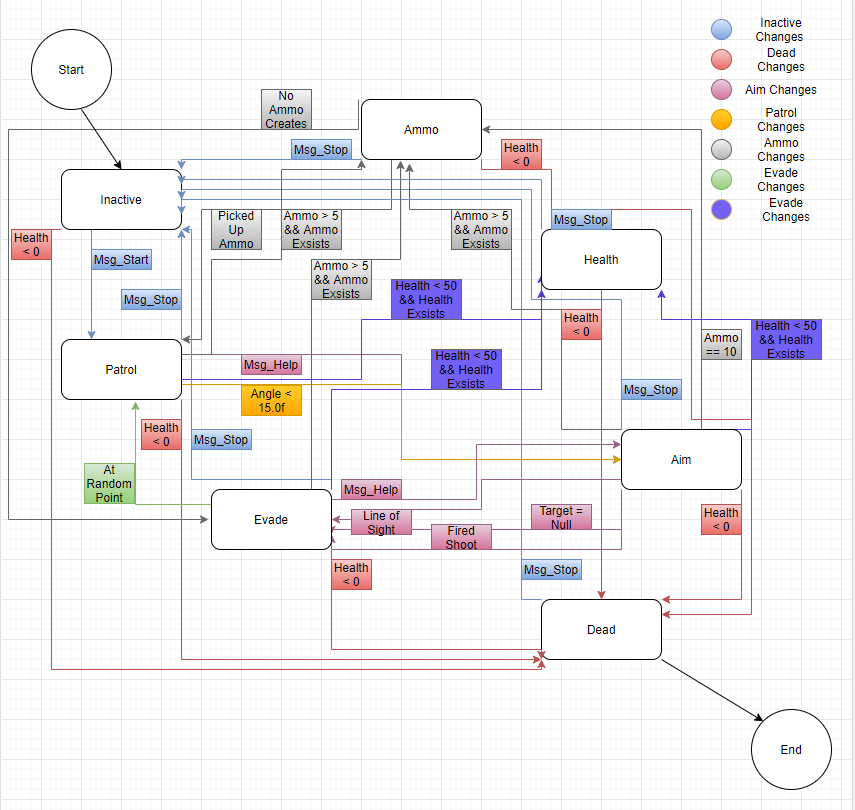 Start
Inactive
Changes
Dead
Changes
Aim Changes
Patrol
Changes
Ammo
Changes
Evade
Changes
Evade
Changes
No
Ammo
Creates
Ammo
Msg_Stop
Health
< 0
Inactive
Picked
Up
Ammo
Ammo > 5
&& Ammo
Exsists
Ammo > 5
&& Ammo
Exsists
Msg_Stop
Health
< 0
Msg_Start
Health
Ammo > 5
&& Ammo
Exsists
Msg_Stop
Health < 50
&& Health
Exsists
Health
< 0
Ammo
== 10
Health < 50
&& Health
Exsists
Patrol
Msg_Help
Health < 50
&& Health
Exsists
Angle <
15.0f
Msg_Stop
Health
< 0
Msg_Stop
Aim
At
Random
Point
Msg_Help
Evade
Line of
Sight
Fired
Shoot
Target =
Null
Health
< 0
Health
< 0
Msg_Stop
Dead
End